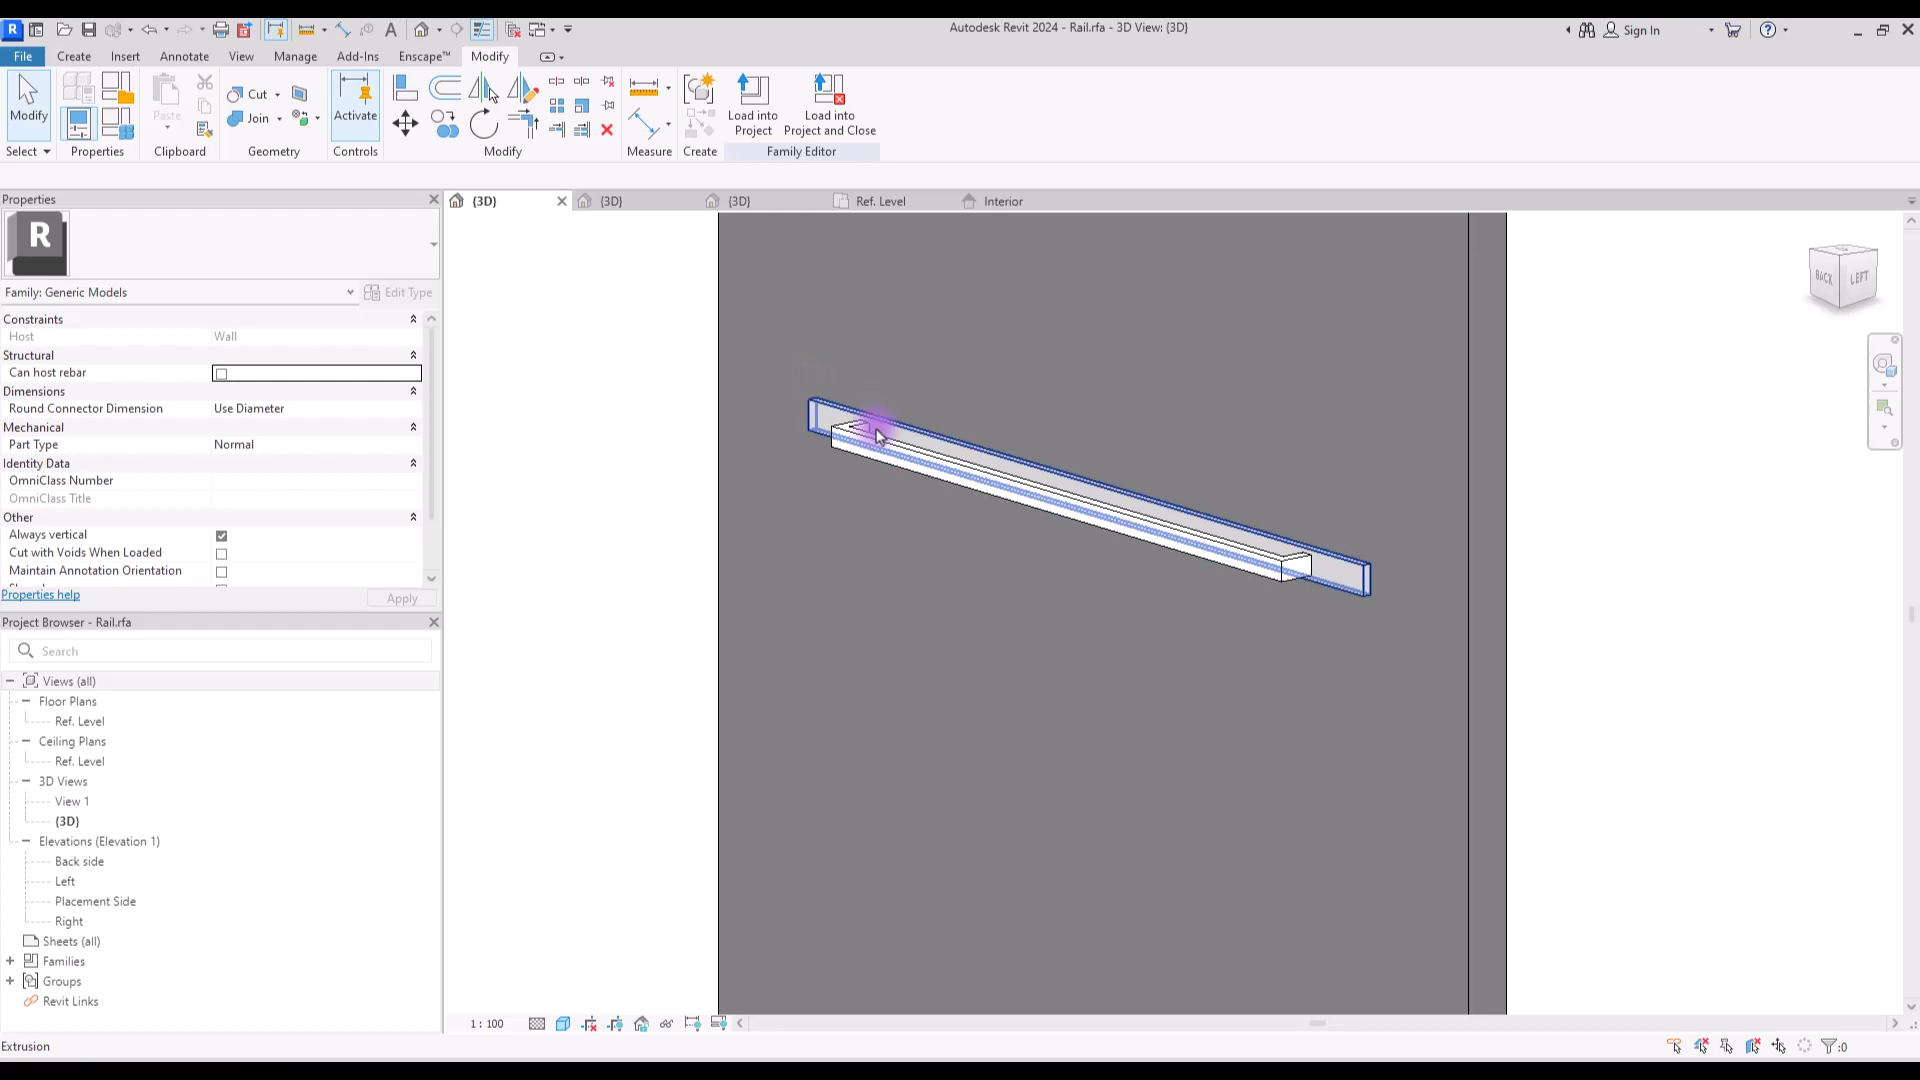 Autodesk Revit 2024 - Rail.rfa - 3D View: {3D}
Sign In
File Create Insert Annotate View Manage Add-Ins Enscape™ Modify
Modify
Select
Properties
Paste
Clipboard
Cut
Join
Geometry
Activate
Controls
Modify
Measure
Create
Load into
Project
Load into
Project and Close
Family Editor
Properties
{3D}
{3D}
{3D}
Ref. Level
Interior
R
Family: Generic Models
Edit Type
Constraints
Host Wall
Structural
Can host rebar
Dimensions
Round Connector Dimension Use Diameter
Mechanical
Part Type Normal
Identity Data
OmniClass Number
OmniClass Title
Other
Always vertical
Cut with Voids When Loaded
Maintain Annotation Orientation
Properties help
Apply
Project Browser - Rail.rfa
Search
Views (all)
Floor Plans
Ref. Level
Ceiling Plans
Ref. Level
3D Views
View 1
{3D}
Elevations (Elevation 1)
Back side
Left
Placement Side
Right
Sheets (all)
Families
Groups
Revit Links
BACK
LEFT
1 : 100
Extrusion
:0